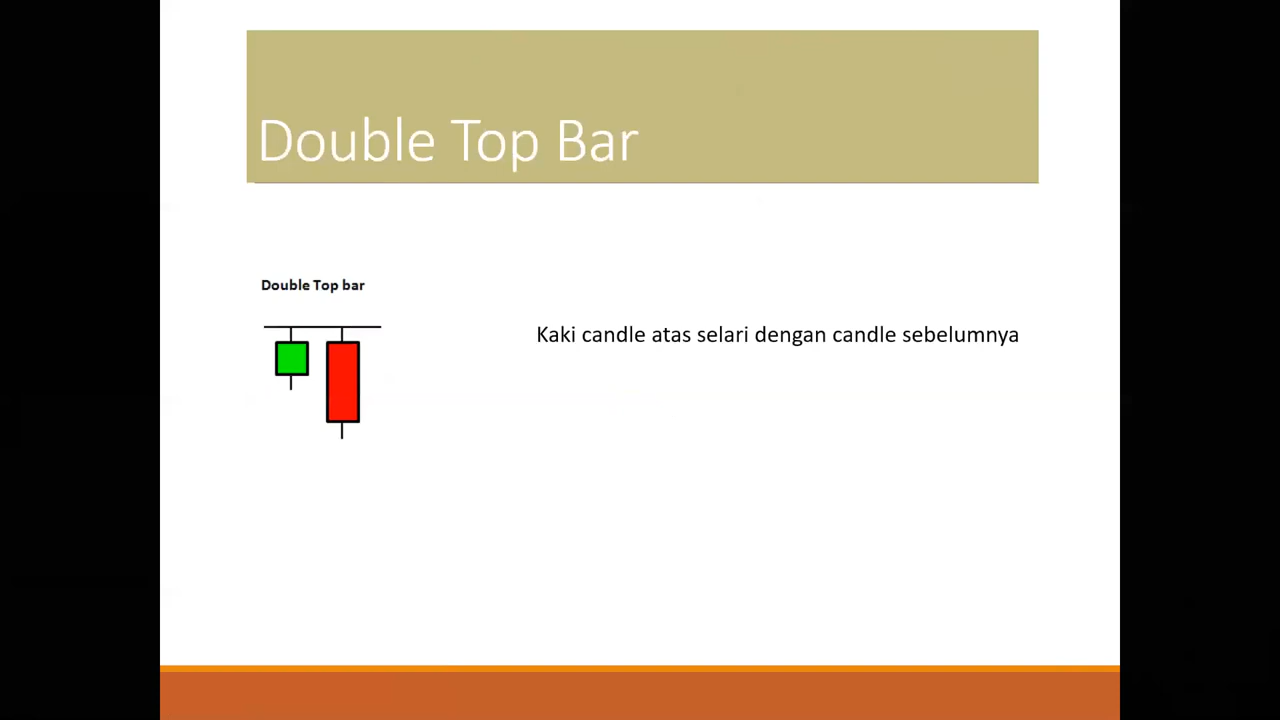 Double Top Bar
Double Top bar
Kaki candle atas selari dengan candle sebelumnya